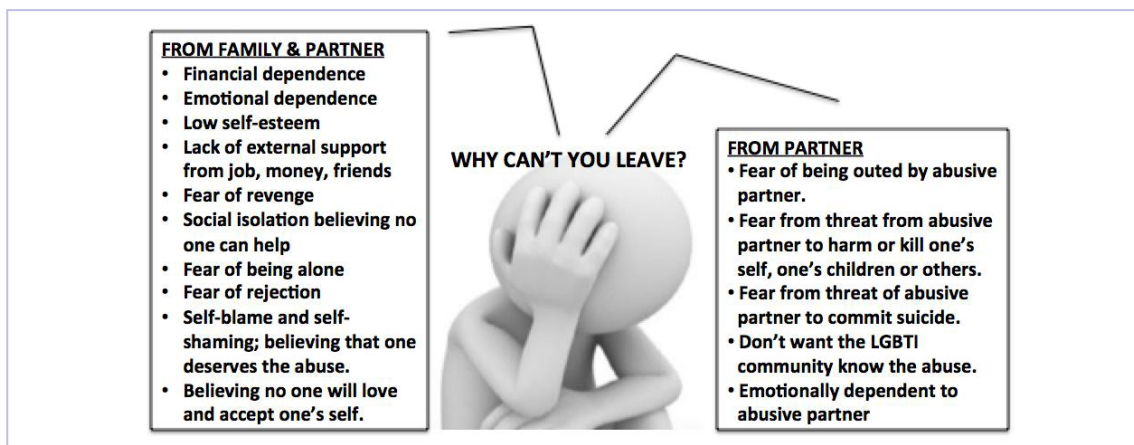 FROM FAMILY & PARTNER
• Financial dependence
• Emotional dependence
• Low self-esteem
• Lack of external support
from job, money, friends
• Fear of revenge
• Social isolation believing no
one can help
• Fear of being alone
• Fear of rejection
• Self-blame and self-
shaming; believing that one
deserves the abuse.
• Believing no one will love
and accept one's self.
WHY CAN'T YOU LEAVE?
FROM PARTNER
• Fear of being outed by abusive
partner.
• Fear from threat from abusive
partner to harm or kill one's
self, one's children or others.
• Fear from threat of abusive
partner to commit suicide.
• Don't want the LGBTI
community know the abuse.
• Emotionally dependent to
abusive partner